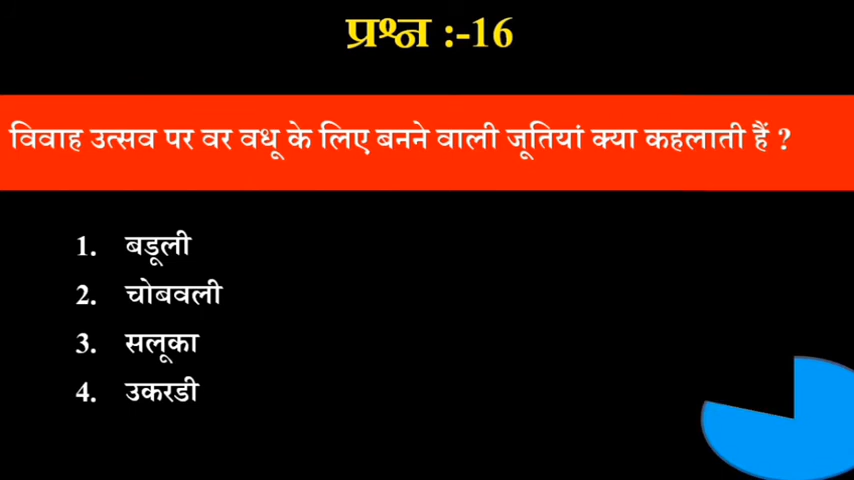 प्रश्न :-16
विवाह उत्सव पर वर वधू के लिए बनने वाली जूतियां क्या कहलाती हैं ?
1. बडूली
2. चोबवली
3. सलूका
4. उकरडी